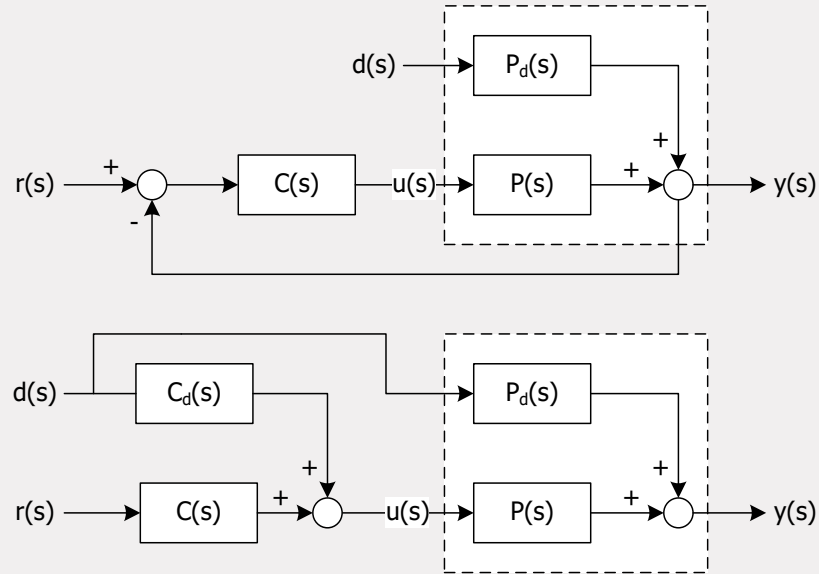 d(s) P_d(s)
+
+ +
r(s) C(s) u(s) P(s) y(s)
-
d(s) C_d(s) P_d(s)
+ +
+ +
r(s) C(s) u(s) P(s) y(s)